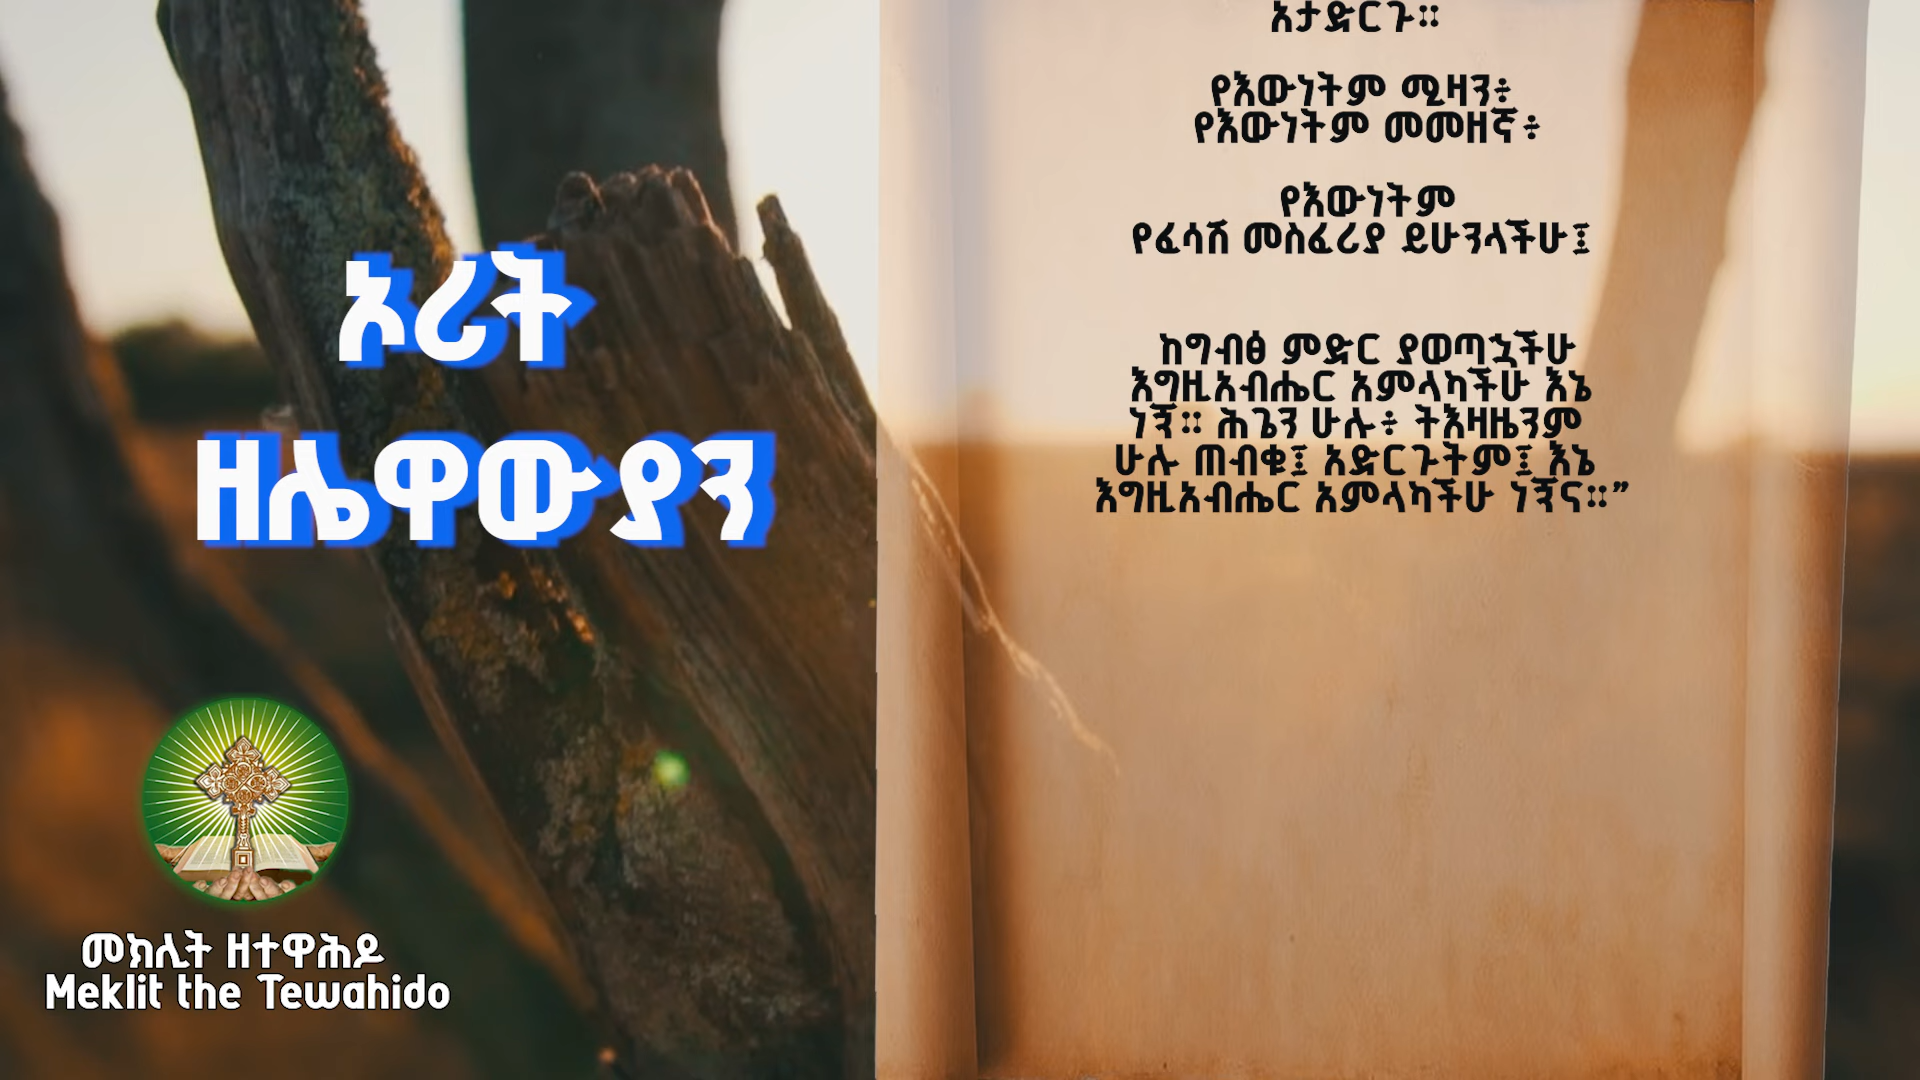 ኦሪት
ዘሌዋውያን
መክሊት ዘተዋሕዶ
Meklit the Tewahido
አታድርጉ።
የእውነትም ሚዛን፥
የእውነትም መመዘኛ፥
የእውነትም
የፈሳሽ መስፈሪያ ይሁንላችሁ፤
ከግብፅ ምድር ያወጣኋችሁ
እግዚአብሔር አምላካችሁ እኔ
ነኝ። ሕጌን ሁሉ፥ ትእዛዜንም
ሁሉ ጠብቁ፤ አድርጉትም፤ እኔ
እግዚአብሔር አምላካችሁ ነኝና።”